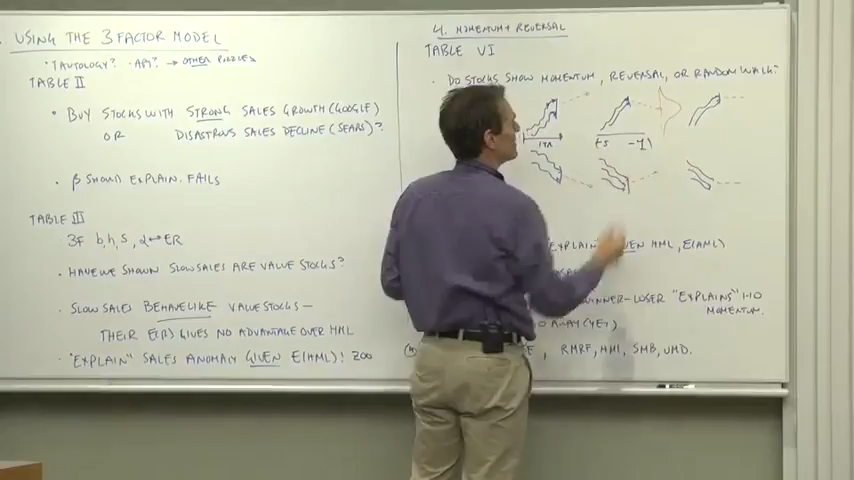 USING THE 3 FACTOR MODEL
"TAUTOLOGY? · APT? → OTHER PUZZLES
TABLE II
· BUY STOCKS WITH STRONG SALES GROWTH (GOOGLE)
OR DISASTROUS SALES DECLINE (SEARS)?
· β SHOULD EXPLAIN. FAILS
TABLE III
3F b, h, s, α ↔ ER
· HAVE WE SHOWN SLOW SALES ARE VALUE STOCKS?
· SLOW SALES BEHAVE LIKE VALUE STOCKS —
THEIR E(R) GIVES NO ADVANTAGE OVER HML
· "EXPLAIN" SALES ANOMALY GIVEN E(HML)! 200
4. MOMENTUM + REVERSAL
TABLE VI
· DO STOCKS SHOW MOMENTUM, REVERSAL, OR RANDOM WALK?
1YR
(-5 -1)
EXPLAIN" HML, E(HML)
WINNER-LOSER "EXPLAINS" 1-10
MOMENTUM.
AWAY (YET)
, RMRF, HML, SMB, UMD.